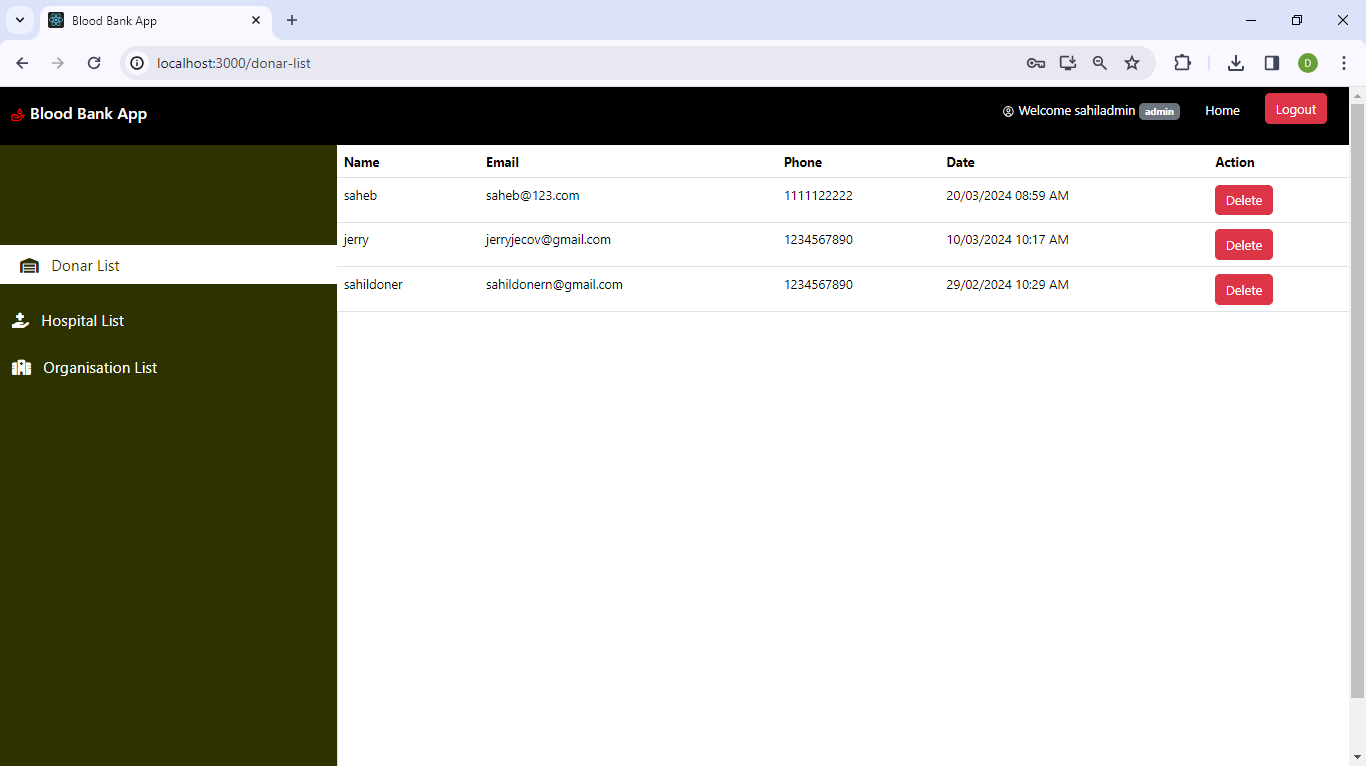 Blood Bank App
localhost:3000/donar-list
D
Blood Bank App
Welcome sahiladmin admin Home Logout
Donar List
Hospital List
Organisation List
Name Email Phone Date Action
saheb saheb@123.com 1111122222 20/03/2024 08:59 AM Delete
jerry jerryjecov@gmail.com 1234567890 10/03/2024 10:17 AM Delete
sahildoner sahildonern@gmail.com 1234567890 29/02/2024 10:29 AM Delete